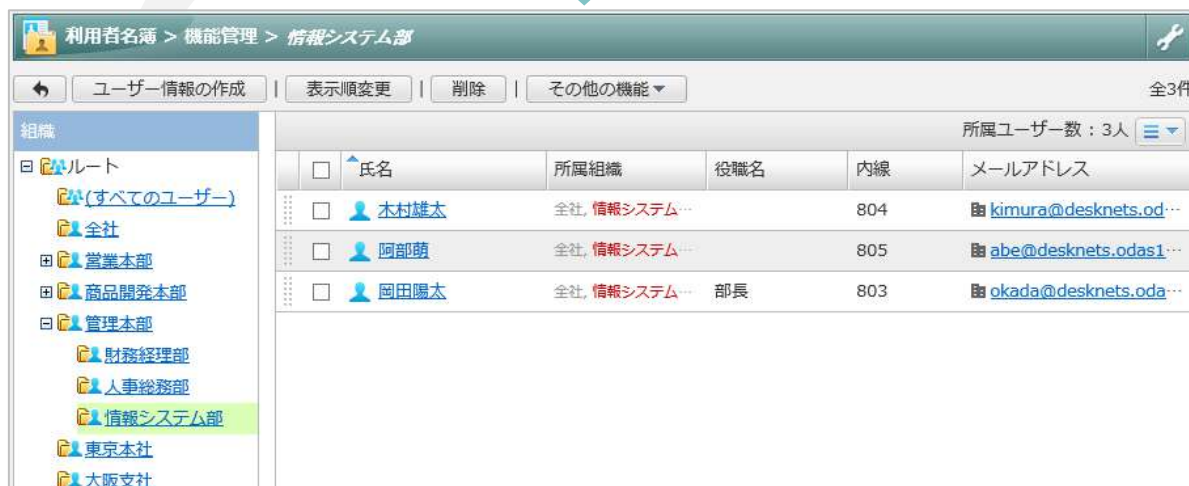 利用者名簿 > 機能管理 > 情報システム部
ユーザー情報の作成 | 表示順変更 | 削除 | その他の機能▼ 全3件
組織
所属ユーザー数：3人
ルート
(すべてのユーザー)
全社
営業本部
商品開発本部
管理本部
財務経理部
人事総務部
情報システム部
東京本社
大阪支社
氏名 所属組織 役職名 内線 メールアドレス
木村雄太 全社, 情報システム… 804 kimura@desknets.od…
阿部萌 全社, 情報システム… 805 abe@desknets.odas1…
岡田陽太 全社, 情報システム… 部長 803 okada@desknets.oda…